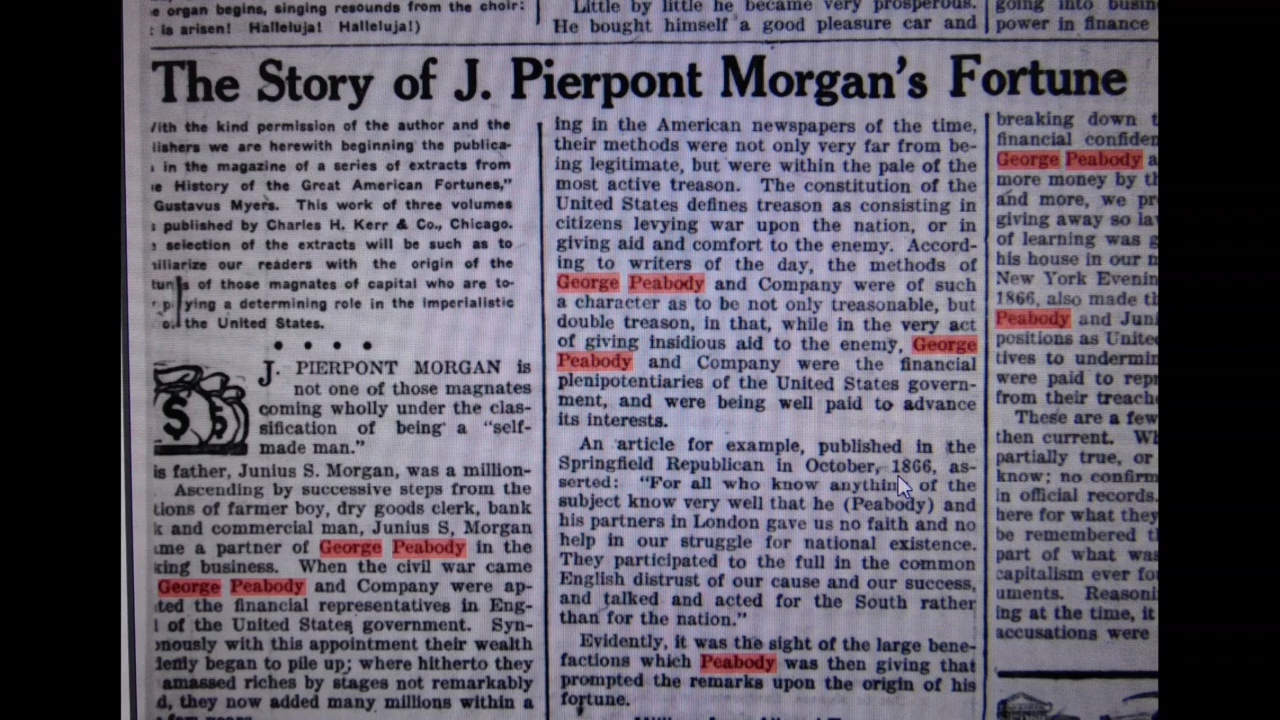 e organ begins, singing resounds from the choir:
is arisen! Halleluja! Halleluja!)
Little by little he became very prosperous.
He bought himself a good pleasure car and
going into busin
power in finance
The Story of J. Pierpont Morgan's Fortune
ith the kind permission of the author and the
lishers we are herewith beginning the publica-
in the magazine of a series of extracts from
e History of the Great American Fortunes,"
Gustavus Myers. This work of three volumes
published by Charles H. Kerr & Co., Chicago.
selection of the extracts will be such as to
iliarize our readers with the origin of the
tunes of those magnates of capital who are to-
playing a determining role in the imperialistic
of the United States.
J. PIERPONT MORGAN is
not one of those magnates
coming wholly under the clas-
sification of being a "self-
made man."
is father, Junius S. Morgan, was a million-
Ascending by successive steps from the
tions of farmer boy, dry goods clerk, bank
k and commercial man, Junius S, Morgan
me a partner of George Peabody in the
king business. When the civil war came
George Peabody and Company were ap-
ted the financial representatives in Eng-
of the United States government. Syn-
nously with this appointment their wealth
denly began to pile up; where hitherto they
amassed riches by stages not remarkably
d, they now added many millions within a
few years.
ing in the American newspapers of the time,
their methods were not only very far from be-
ing legitimate, but were within the pale of the
most active treason. The constitution of the
United States defines treason as consisting in
citizens levying war upon the nation, or in
giving aid and comfort to the enemy. Accord-
ing to writers of the day, the methods of
George Peabody and Company were of such
a character as to be not only treasonable, but
double treason, in that, while in the very act
of giving insidious aid to the enemy, George
Peabody and Company were the financial
plenipotentiaries of the United States govern-
ment, and were being well paid to advance
its interests.
An article for example, published in the
Springfield Republican in October, 1866, as-
serted: "For all who know anything of the
subject know very well that he (Peabody) and
his partners in London gave us no faith and no
help in our struggle for national existence.
They participated to the full in the common
English distrust of our cause and our success,
and talked and acted for the South rather
than for the nation."
Evidently, it was the sight of the large bene-
factions which Peabody was then giving that
prompted the remarks upon the origin of his
fortune.
breaking down t
financial confiden
George Peabody a
more money by th
and more, we pr
giving away so la
of learning was g
his house in our m
New York Evenin
1866, also made th
Peabody and Juni
positions as Unite
tives to undermin
were paid to repr
from their treach
These are a few
then current. Wh
partially true, or
know; no confirm
in official records.
here for what they
be remembered t
part of what was
capitalism ever fo
uments. Reasoni
ing at the time, it
accusations were